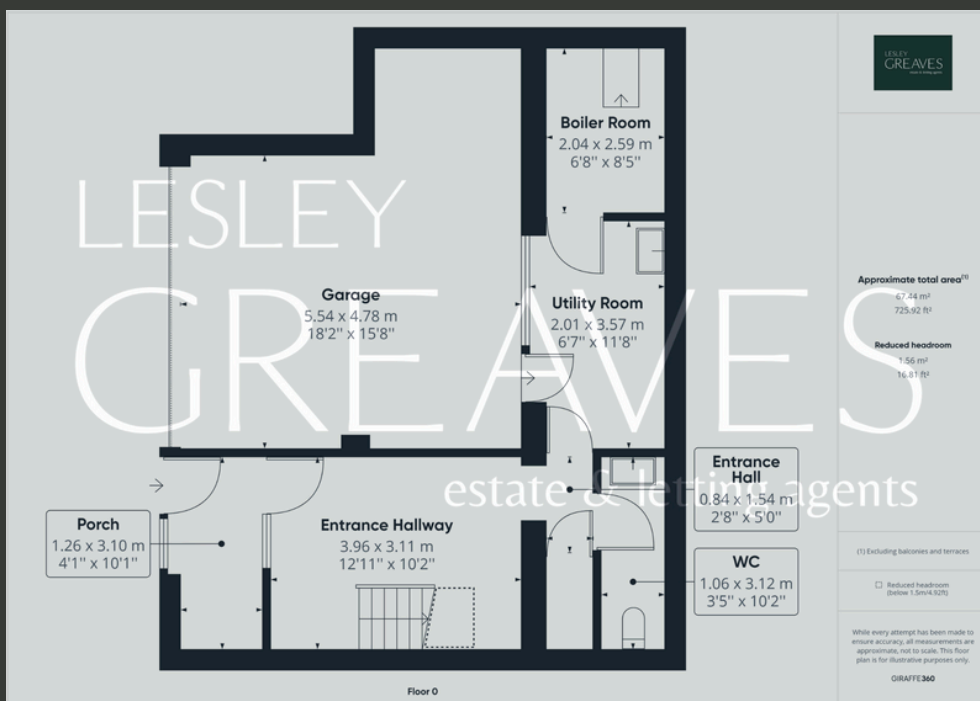 LESLEY
GREAVES
estate & letting agents
Boiler Room
2.04 x 2.59 m
6'8" x 8'5"
LESLEY
GREAVES
estate & letting agents
Garage
5.54 x 4.78 m
18'2" x 15'8"
Utility Room
2.01 x 3.57 m
6'7" x 11'8"
Approximate total area(1)
67.44 m²
725.92 ft²
Reduced headroom
1.56 m²
16.81 ft²
Entrance
Hall
0.84 x 1.54 m
2'8" x 5'0"
Porch
1.26 x 3.10 m
4'1" x 10'1"
Entrance Hallway
3.96 x 3.11 m
12'11" x 10'2"
WC
1.06 x 3.12 m
3'5" x 10'2"
(1) Excluding balconies and terraces
Reduced headroom
(below 1.5m/4.92ft)
While every attempt has been made to
ensure accuracy, all measurements are
approximate, not to scale. This floor
plan is for illustrative purposes only.
GIRAFFE360
Floor 0